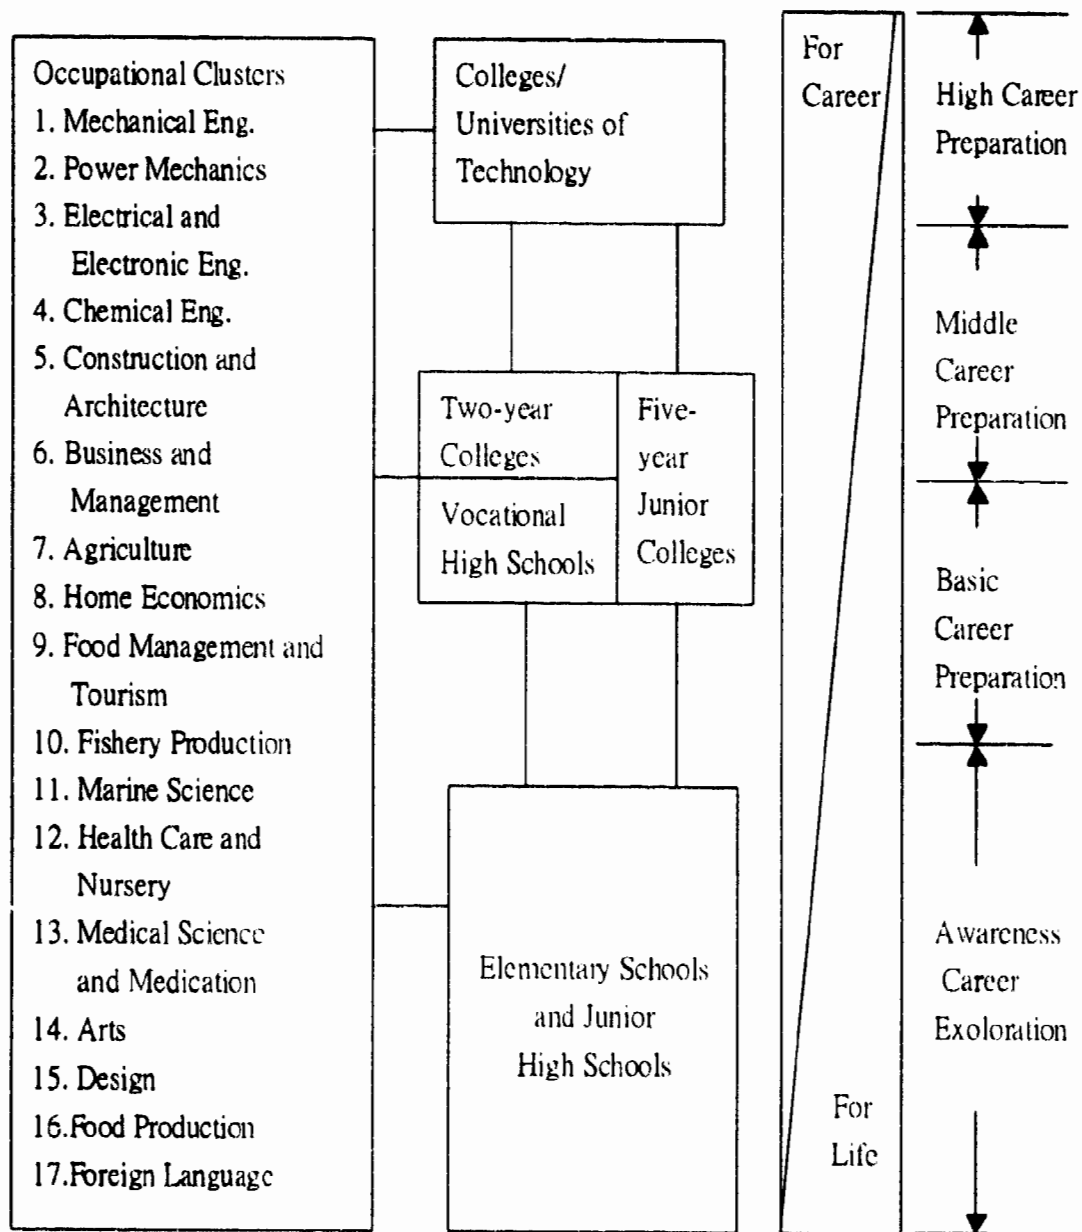 Occupational Clusters
1. Mechanical Eng.
2. Power Mechanics
3. Electrical and
Electronic Eng.
4. Chemical Eng.
5. Construction and
Architecture
6. Business and
Management
7. Agriculture
8. Home Economics
9. Food Management and
Tourism
10. Fishery Production
11. Marine Science
12. Health Care and
Nursery
13. Medical Science
and Medication
14. Arts
15. Design
16.Food Production
17.Foreign Language
Colleges/
Universities of
Technology
Two-year
Colleges
Vocational
High Schools
Five-
year
Junior
Colleges
Elementary Schools
and Junior
High Schools
For
Career
For
Life
High Career
Preparation
Middle
Career
Preparation
Basic
Career
Preparation
Awareness
Career
Exoloration